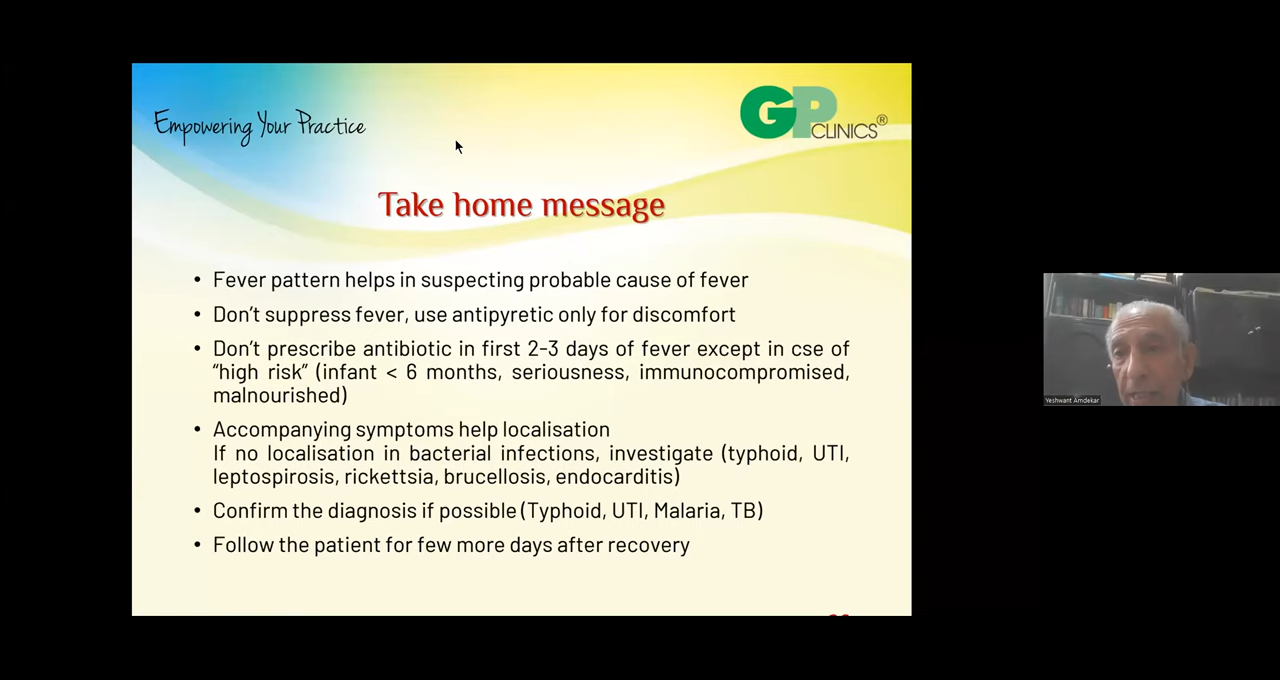 Empowering Your Practice
GP CLINICS®
Take home message
• Fever pattern helps in suspecting probable cause of fever
• Don't suppress fever, use antipyretic only for discomfort
• Don't prescribe antibiotic in first 2-3 days of fever except in cse of
"high risk" (infant < 6 months, seriousness, immunocompromised,
malnourished)
• Accompanying symptoms help localisation
If no localisation in bacterial infections, investigate (typhoid, UTI,
leptospirosis, rickettsia, brucellosis, endocarditis)
• Confirm the diagnosis if possible (Typhoid, UTI, Malaria, TB)
• Follow the patient for few more days after recovery
Yeshwant Amdekar